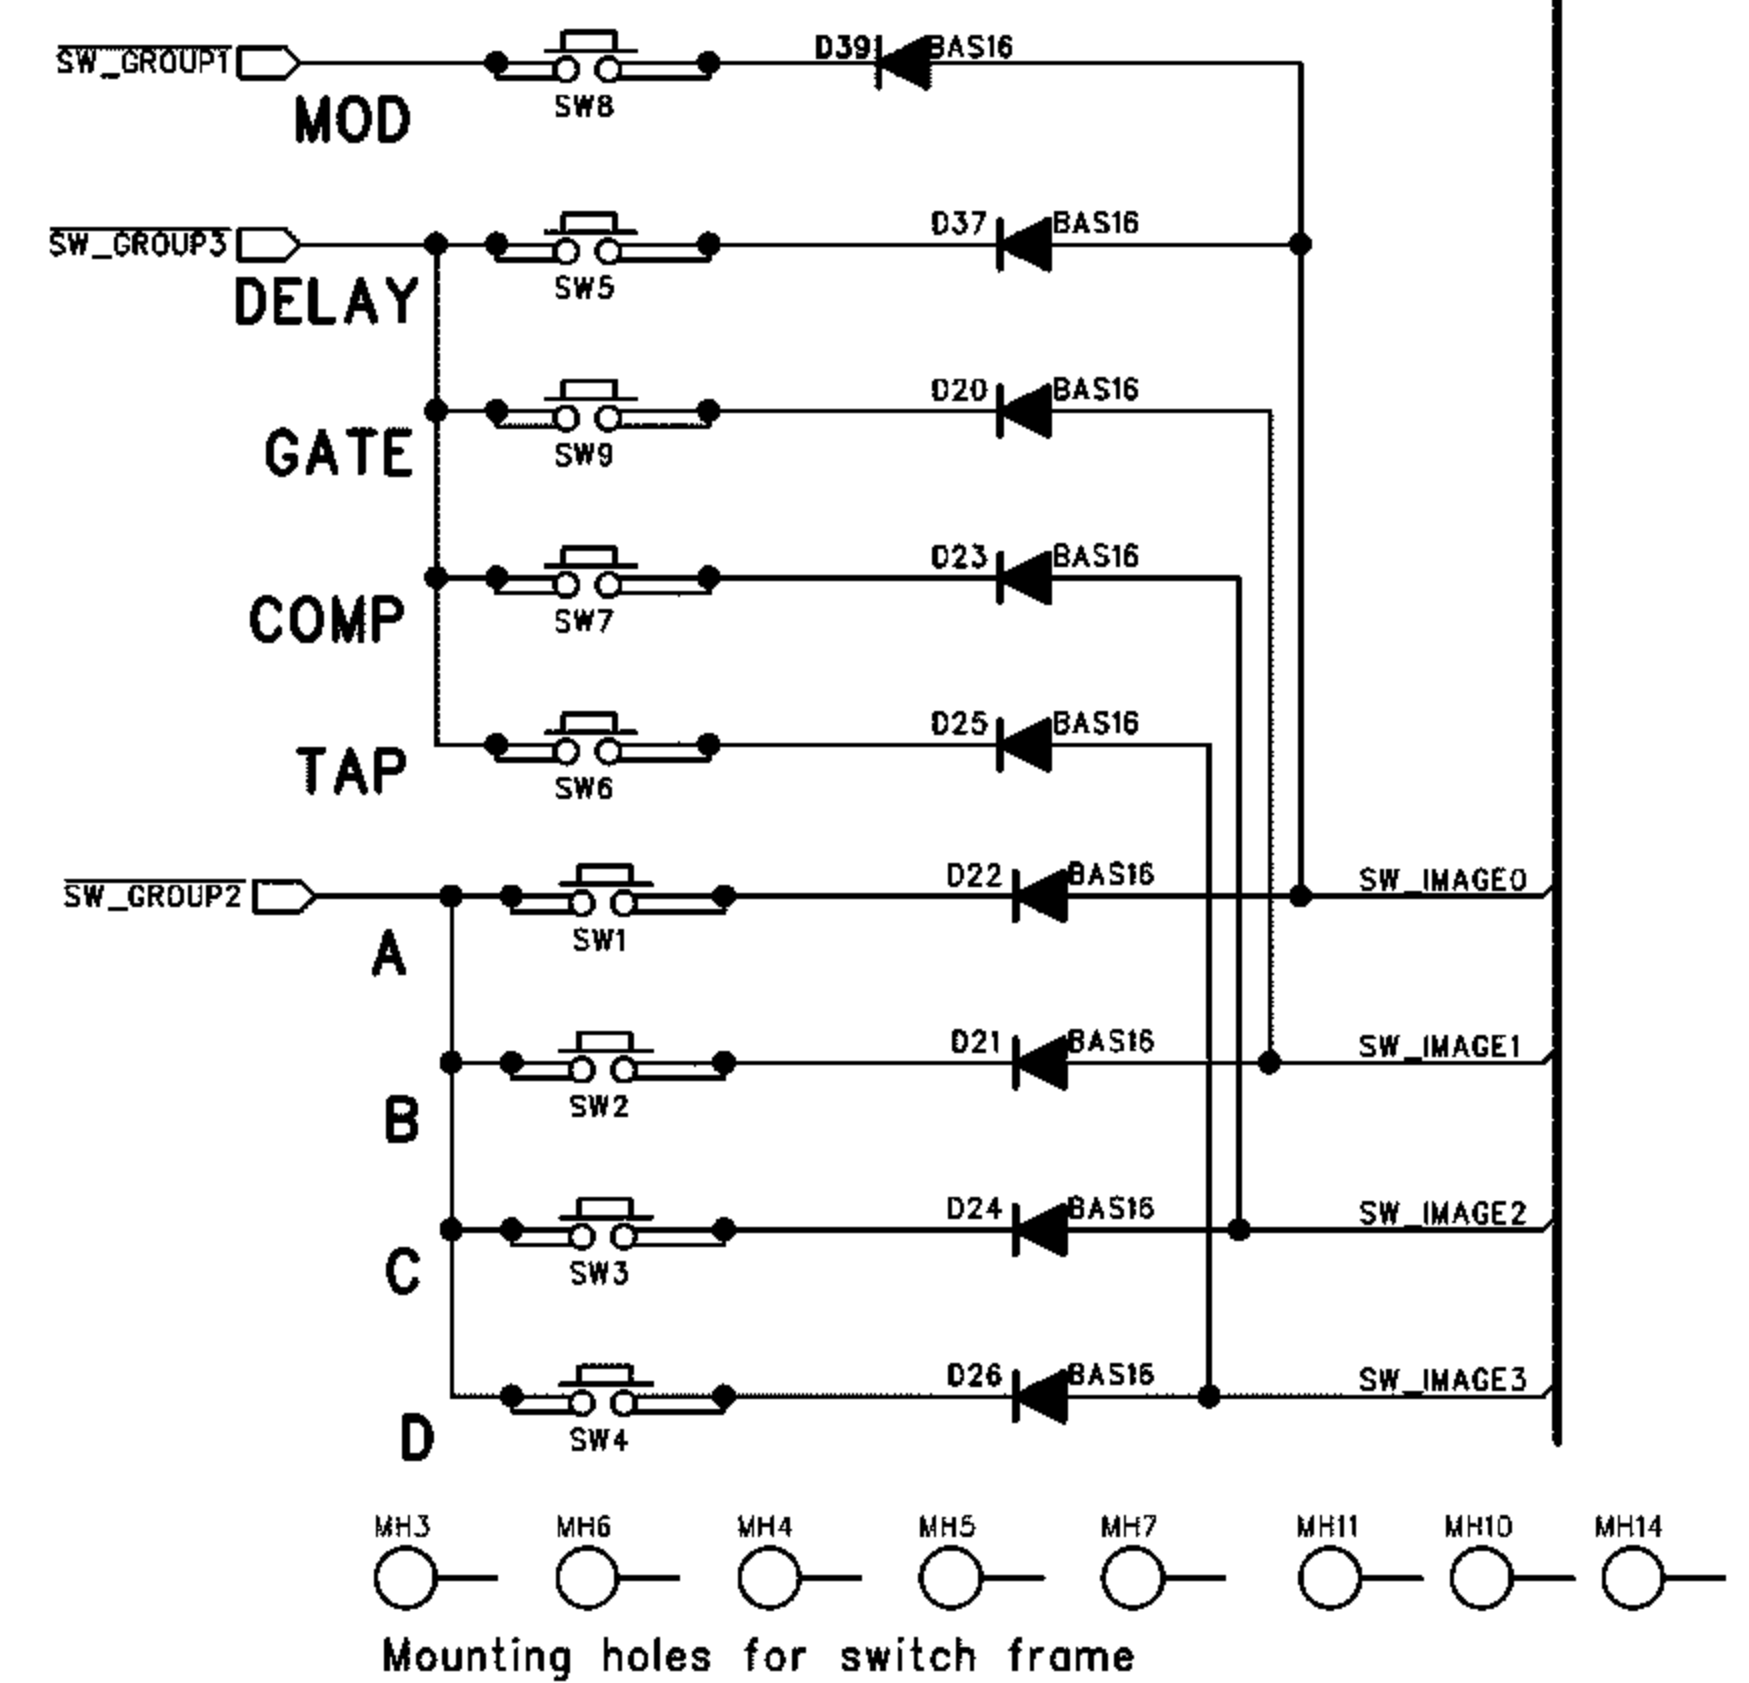 SW_GROUP1
D39
BAS16
SW8
MOD
SW_GROUP3
D37
BAS16
SW5
DELAY
D20
BAS16
SW9
GATE
D23
BAS16
SW7
COMP
D25
BAS16
SW6
TAP
SW_GROUP2
D22
BAS16
SW_IMAGE0
SW1
A
D21
BAS16
SW_IMAGE1
SW2
B
D24
BAS16
SW_IMAGE2
SW3
C
D26
BAS16
SW_IMAGE3
SW4
D
MH3 MH6 MH4 MH5 MH7 MH11 MH10 MH14
Mounting holes for switch frame